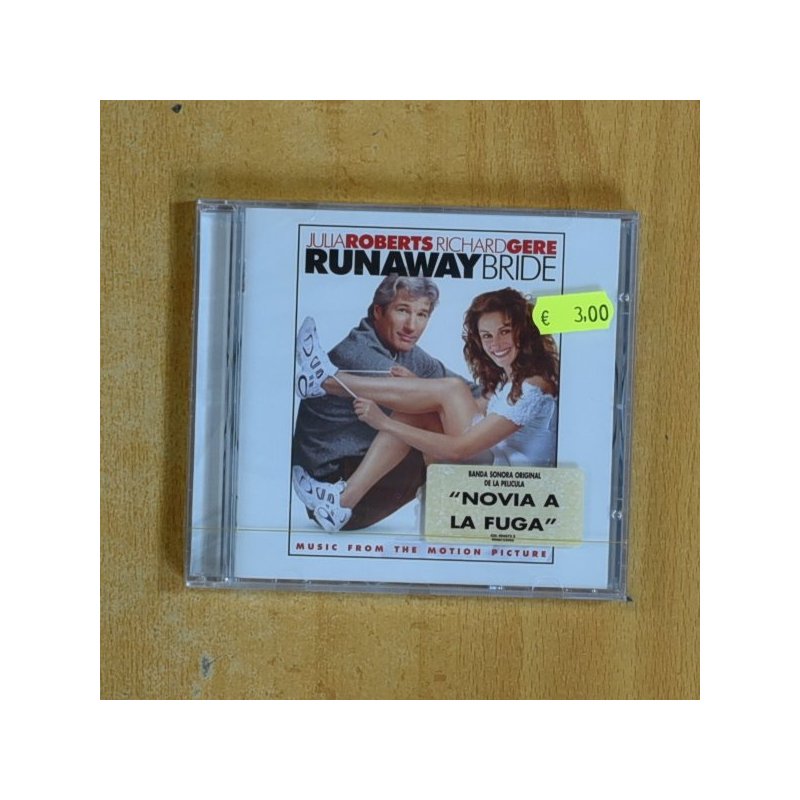 JULIA ROBERTS RICHARD GERE
RUNAWAY BRIDE
€ 3,00
BANDA SONORA ORIGINAL
DE LA PELICULA
"NOVIA A
LA FUGA"
MUSIC FROM THE MOTION PICTURE